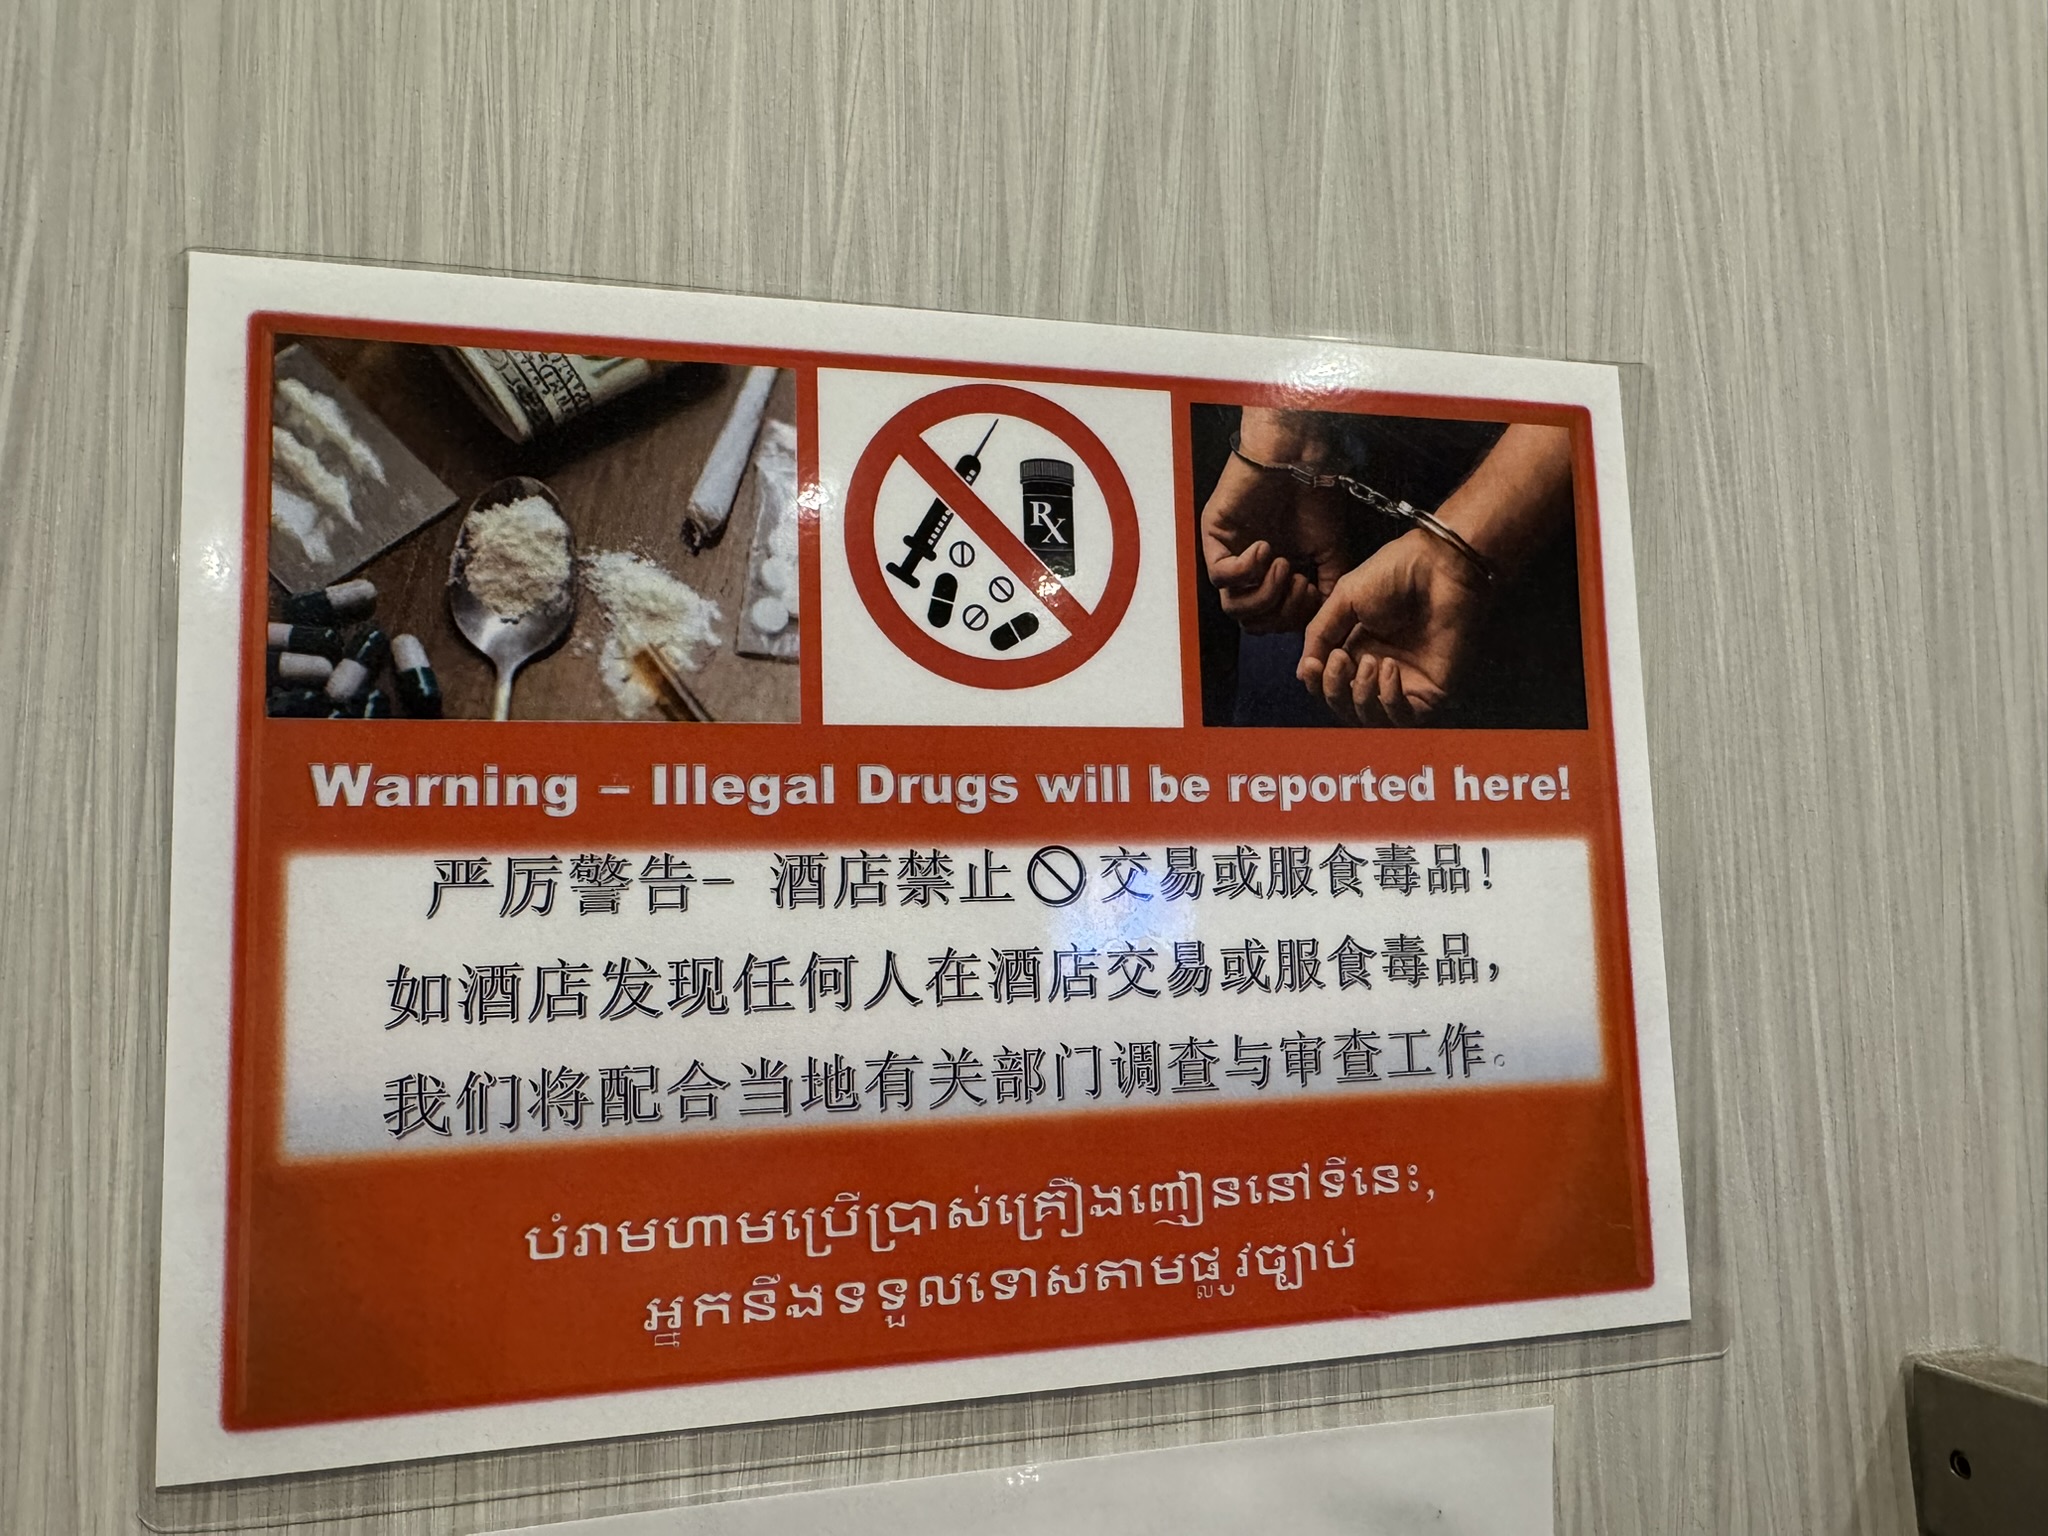 RX
Warning – Illegal Drugs will be reported here!
严厉警告- 酒店禁止🚫交易或服食毒品!
如酒店发现任何人在酒店交易或服食毒品,
我们将配合当地有关部门调查与审查工作。
បំរាមហាមប្រើប្រាស់គ្រឿងញៀននៅទីនេះ,
អ្នកនឹងទទួលទោសតាមផ្លូវច្បាប់